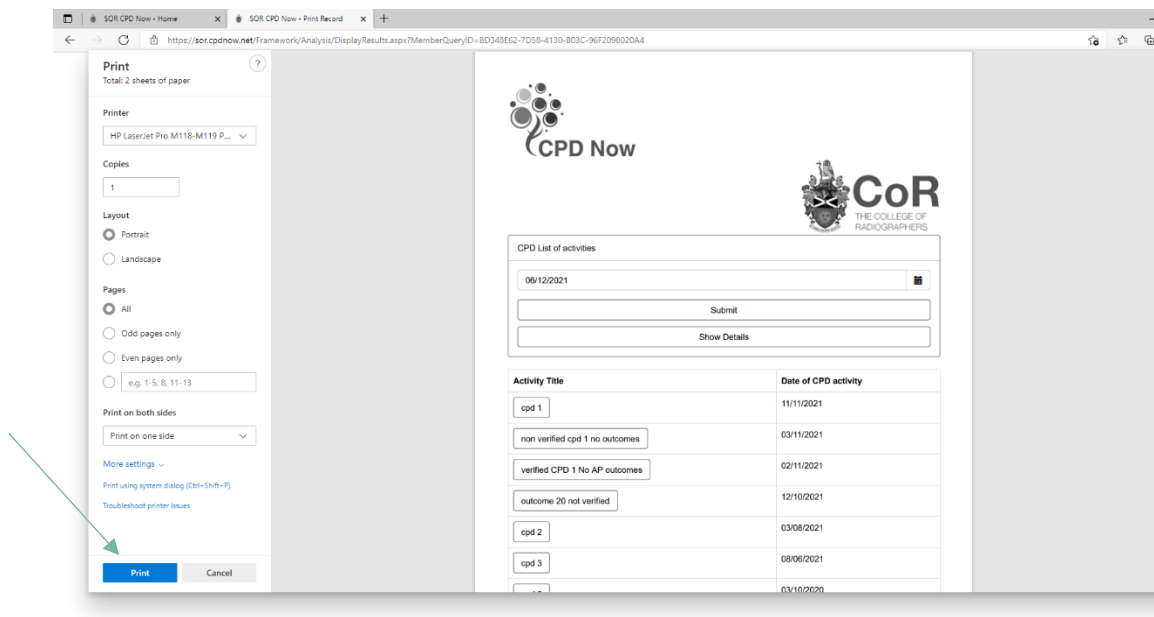 SOR CPD Now - Home
SOR CPD Now - Print Record
https://sor.cpdnow.net/Framework/Analysis/DisplayResults.aspx?MemberQueryID=BD348E62-7D58-4130-803C-96F2098020A4
Print
?
Total: 2 sheets of paper
Printer
HP LaserJet Pro M118-M119 P...
Copies
1
Layout
Portrait
Landscape
Pages
All
Odd pages only
Even pages only
e.g. 1-5, 8, 11-13
Print on both sides
Print on one side
More settings
Print using system dialog (Ctrl+Shift+P)
Troubleshoot printer issues
Print Cancel
CPD Now
CoR
THE COLLEGE OF
RADIOGRAPHERS
CPD List of activities
06/12/2021
Submit
Show Details
Activity Title Date of CPD activity
cpd 1 11/11/2021
non verified cpd 1 no outcomes 03/11/2021
verified CPD 1 No AP outcomes 02/11/2021
outcome 20 not verified 12/10/2021
cpd 2 03/08/2021
cpd 3 08/06/2021
03/10/2020